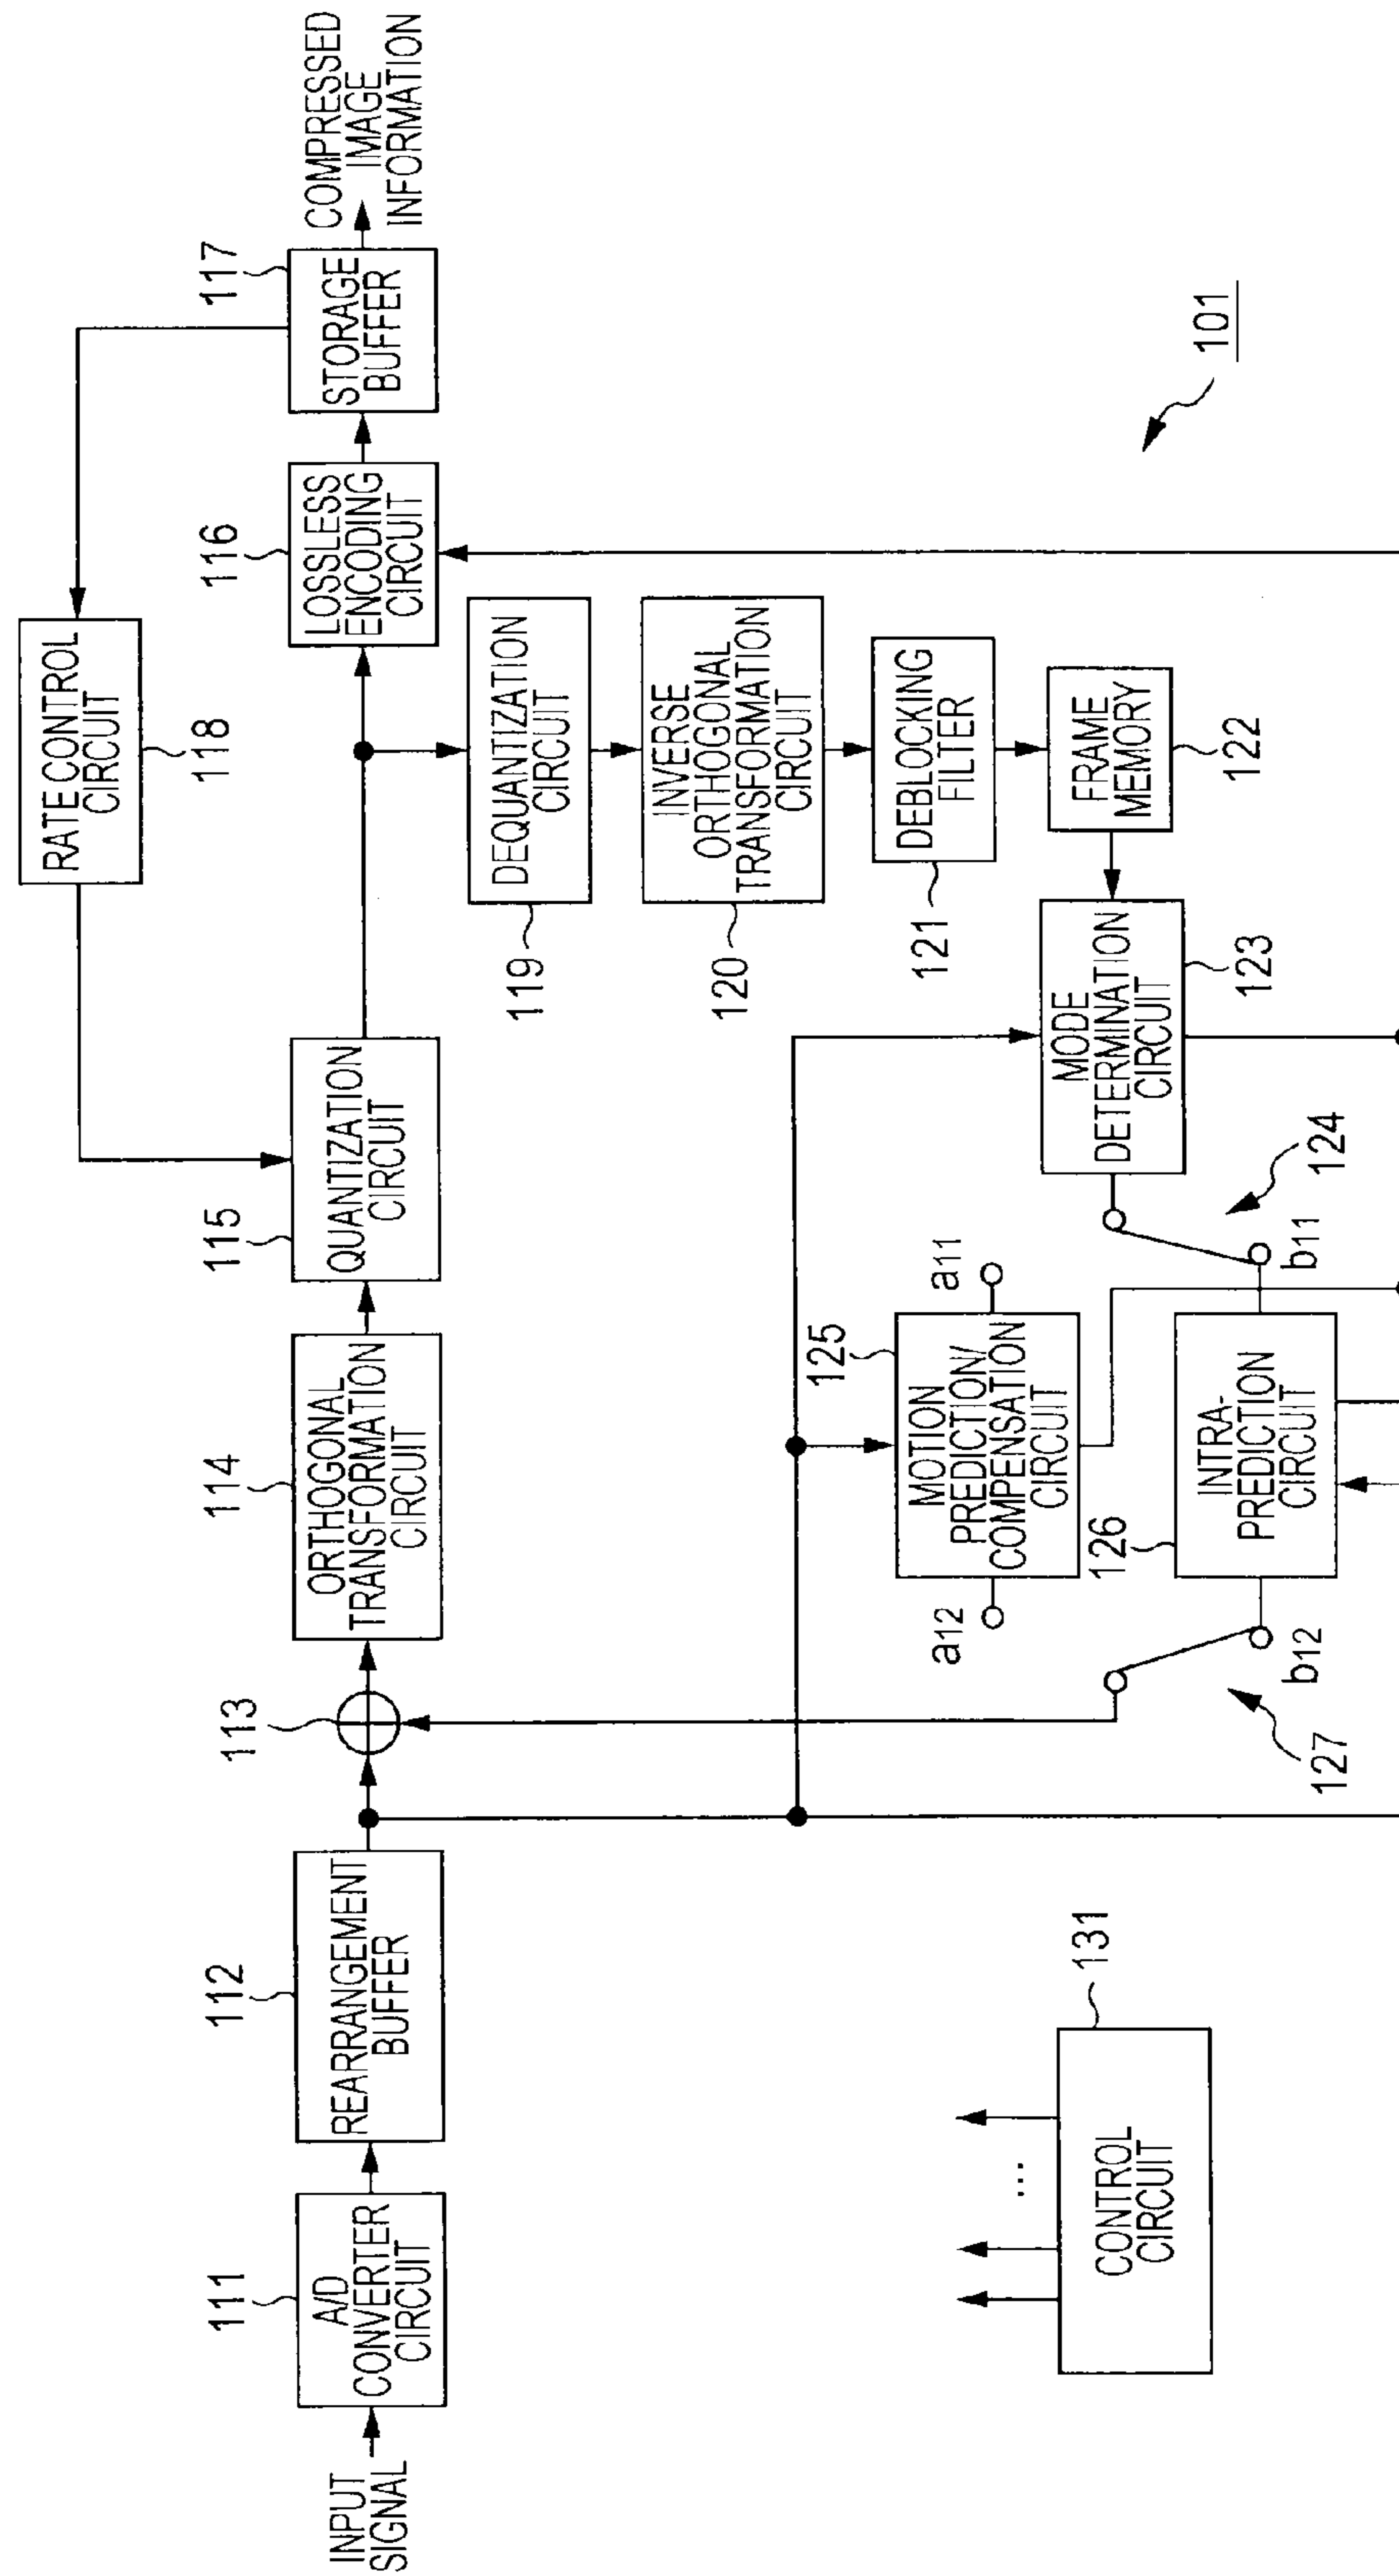 INPUT
SIGNAL
111
A/D
CONVERTER
CIRCUIT
112
REARRANGEMENT
BUFFER
113
114
ORTHOGONAL
TRANSFORMATION
CIRCUIT
115
QUANTIZATION
CIRCUIT
RATE CONTROL
CIRCUIT
118
116
LOSSLESS
ENCODING
CIRCUIT
117
STORAGE
BUFFER
COMPRESSED
IMAGE
INFORMATION
119
DEQUANTIZATION
CIRCUIT
120
INVERSE
ORTHOGONAL
TRANSFORMATION
CIRCUIT
121
DEBLOCKING
FILTER
FRAME
MEMORY
122
MODE
DETERMINATION
CIRCUIT
123
124
b11
a11
125
MOTION
PREDICTION/
COMPENSATION
CIRCUIT
a12
126
INTRA-
PREDICTION
CIRCUIT
b12
127
131
...
CONTROL
CIRCUIT
101